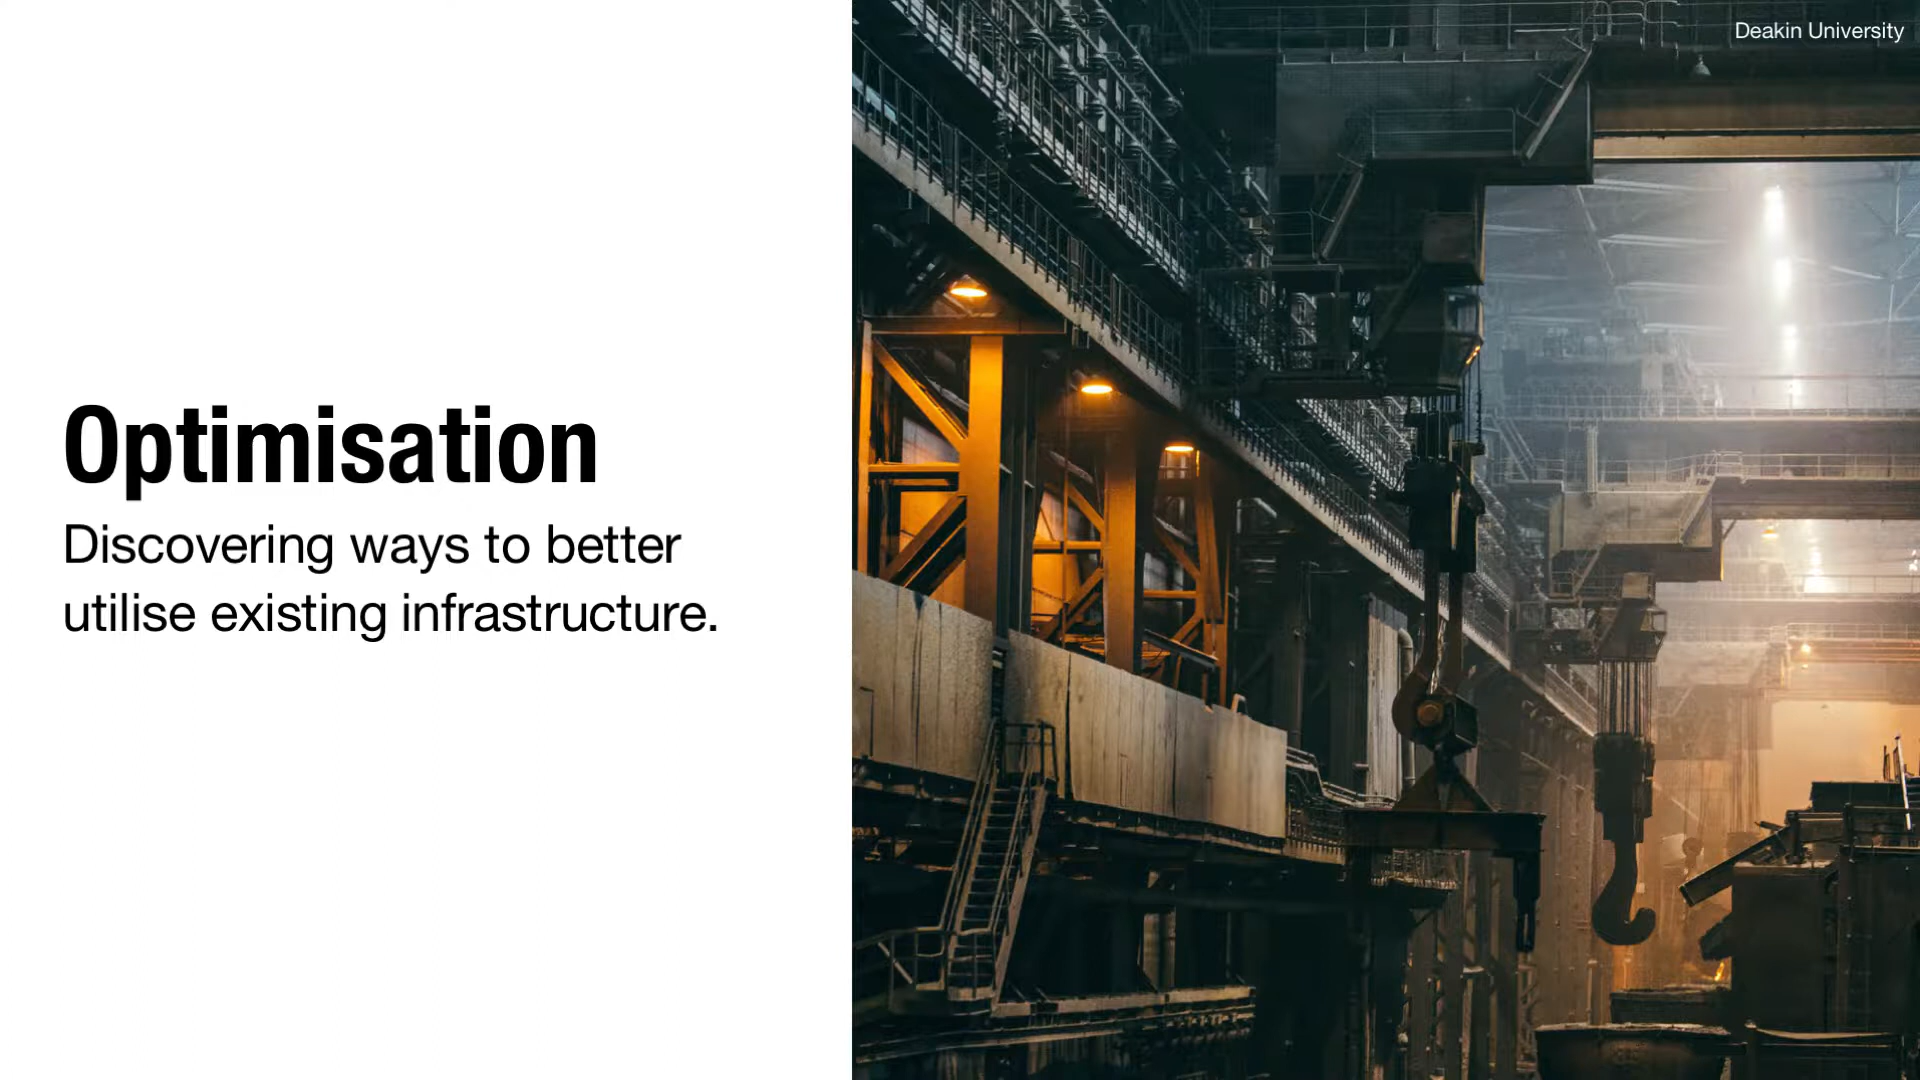 Deakin University
Optimisation
Discovering ways to better
utilise existing infrastructure.